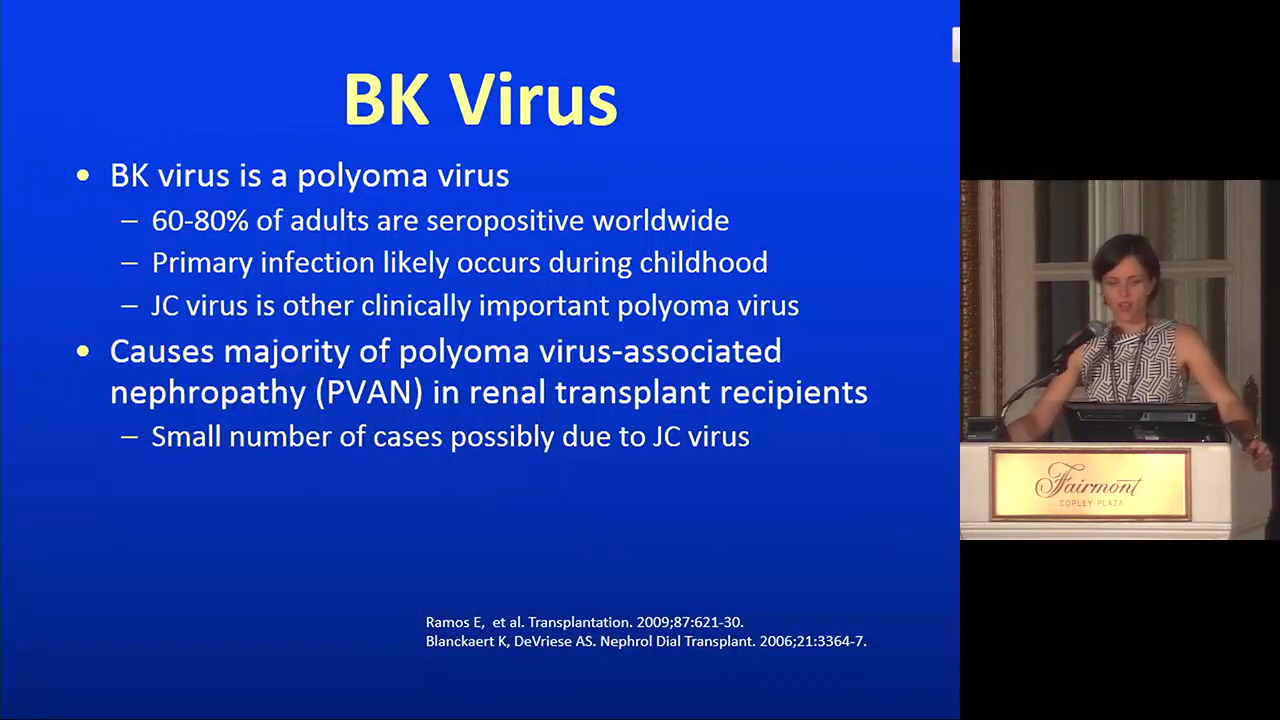 BK Virus
• BK virus is a polyoma virus
– 60-80% of adults are seropositive worldwide
– Primary infection likely occurs during childhood
– JC virus is other clinically important polyoma virus
• Causes majority of polyoma virus-associated
nephropathy (PVAN) in renal transplant recipients
– Small number of cases possibly due to JC virus
Ramos E, et al. Transplantation. 2009;87:621-30.
Blanckaert K, DeVriese AS. Nephrol Dial Transplant. 2006;21:3364-7.
Fairmont
COPLEY PLAZA